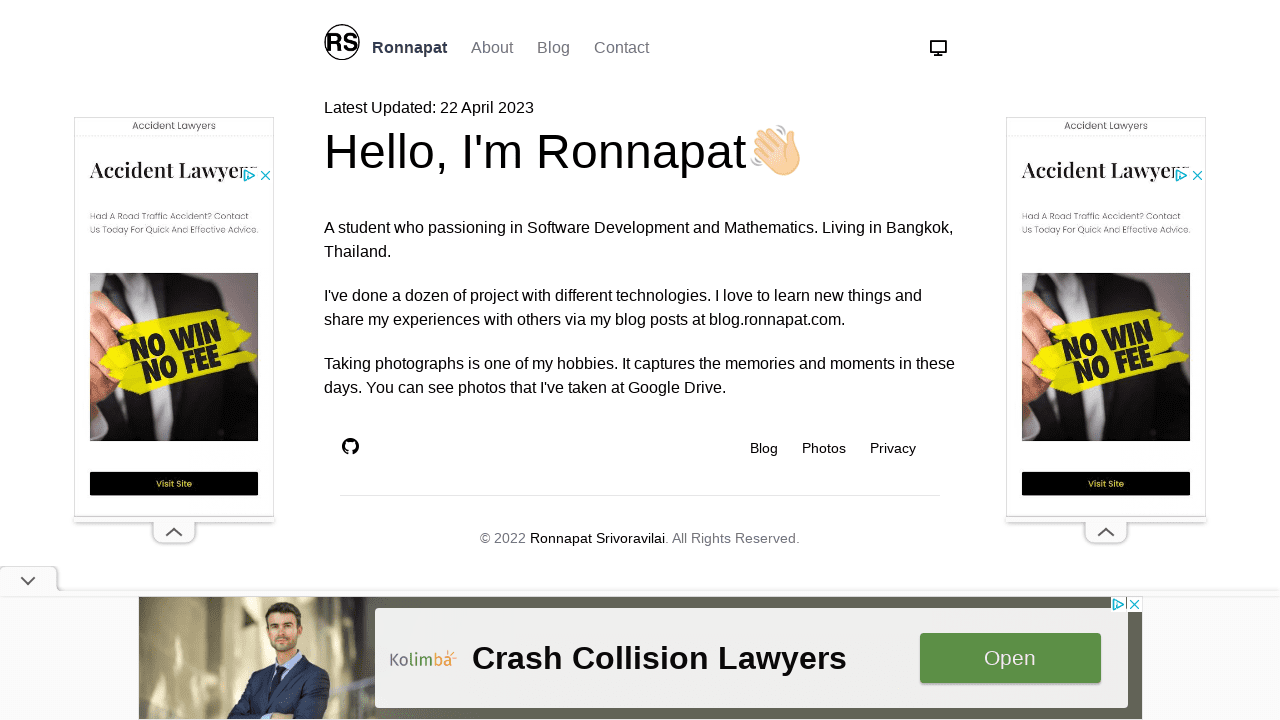 RS Ronnapat About Blog Contact
Latest Updated: 22 April 2023
Hello, I'm Ronnapat👋🏻
A student who passioning in Software Development and Mathematics. Living in Bangkok,
Thailand.
I've done a dozen of project with different technologies. I love to learn new things and
share my experiences with others via my blog posts at blog.ronnapat.com.
Taking photographs is one of my hobbies. It captures the memories and moments in these
days. You can see photos that I've taken at Google Drive.
Blog Photos Privacy
© 2022 Ronnapat Srivoravilai. All Rights Reserved.
Accident Lawyers
Accident Lawyers
Had A Road Traffic Accident? Contact
Us Today For Quick And Effective Advice.
NO WIN
NO FEE
Visit Site
Accident Lawyers
Accident Lawyers
Had A Road Traffic Accident? Contact
Us Today For Quick And Effective Advice.
NO WIN
NO FEE
Visit Site
Kolimba Crash Collision Lawyers Open